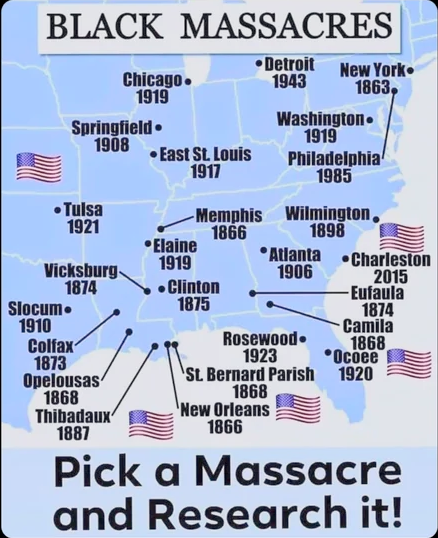 BLACK MASSACRES
Detroit
1943
New York
1863
Chicago
1919
Springfield
1908
Washington
1919
East St. Louis
1917
Philadelphia
1985
Tulsa
1921
Memphis
1866
Wilmington
1898
Elaine
1919
Atlanta
1906
Charleston
2015
Vicksburg
1874
Clinton
1875
Eufaula
1874
Slocum
1910
Camila
1868
Colfax
1873
Rosewood
1923
Ocoee
1920
Opelousas
1868
St. Bernard Parish
1868
Thibadaux
1887
New Orleans
1866
Pick a Massacre
and Research it!